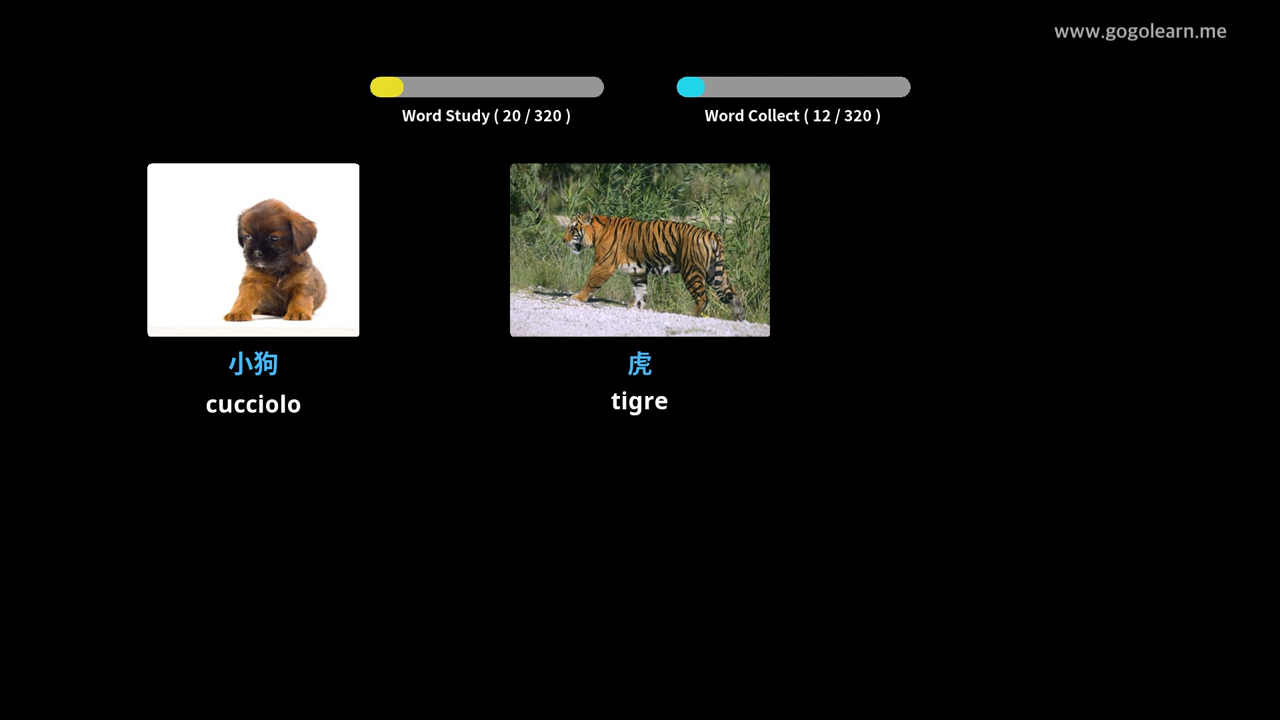 www.gogolearn.me
Word Study ( 20 / 320 )
Word Collect ( 12 / 320 )
小狗
cucciolo
虎
tigre